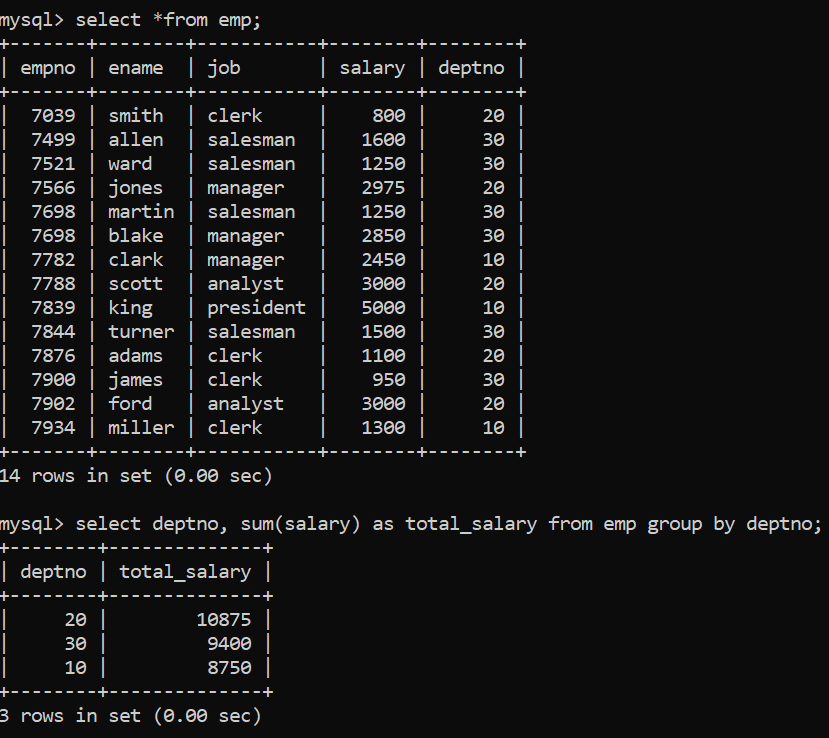 mysql> select *from emp;
+-------+--------+-----------+--------+--------+
| empno | ename  | job       | salary | deptno |
+-------+--------+-----------+--------+--------+
|  7039 | smith  | clerk     |    800 |     20 |
|  7499 | allen  | salesman  |   1600 |     30 |
|  7521 | ward   | salesman  |   1250 |     30 |
|  7566 | jones  | manager   |   2975 |     20 |
|  7698 | martin | salesman  |   1250 |     30 |
|  7698 | blake  | manager   |   2850 |     30 |
|  7782 | clark  | manager   |   2450 |     10 |
|  7788 | scott  | analyst   |   3000 |     20 |
|  7839 | king   | president |   5000 |     10 |
|  7844 | turner | salesman  |   1500 |     30 |
|  7876 | adams  | clerk     |   1100 |     20 |
|  7900 | james  | clerk     |    950 |     30 |
|  7902 | ford   | analyst   |   3000 |     20 |
|  7934 | miller | clerk     |   1300 |     10 |
+-------+--------+-----------+--------+--------+
14 rows in set (0.00 sec)

mysql> select deptno, sum(salary) as total_salary from emp group by deptno;
+--------+--------------+
| deptno | total_salary |
+--------+--------------+
|     20 |        10875 |
|     30 |         9400 |
|     10 |         8750 |
+--------+--------------+
3 rows in set (0.00 sec)